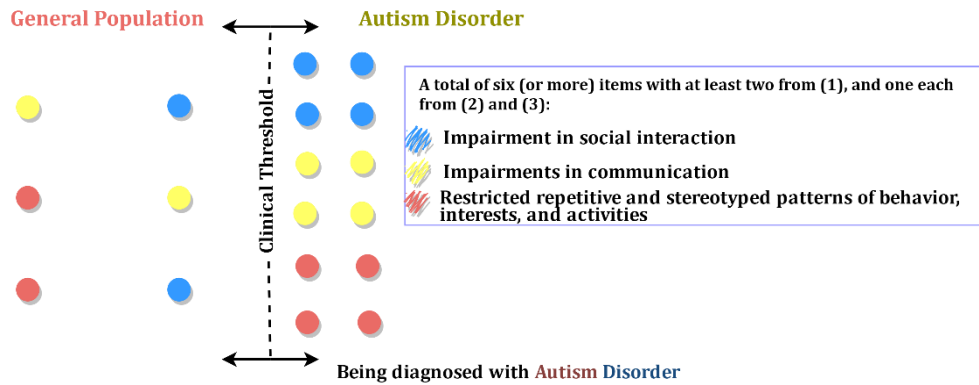 General Population
Autism Disorder
Clinical Threshold
A total of six (or more) items with at least two from (1), and one each
from (2) and (3):
Impairment in social interaction
Impairments in communication
Restricted repetitive and stereotyped patterns of behavior,
interests, and activities
Being diagnosed with Autism Disorder